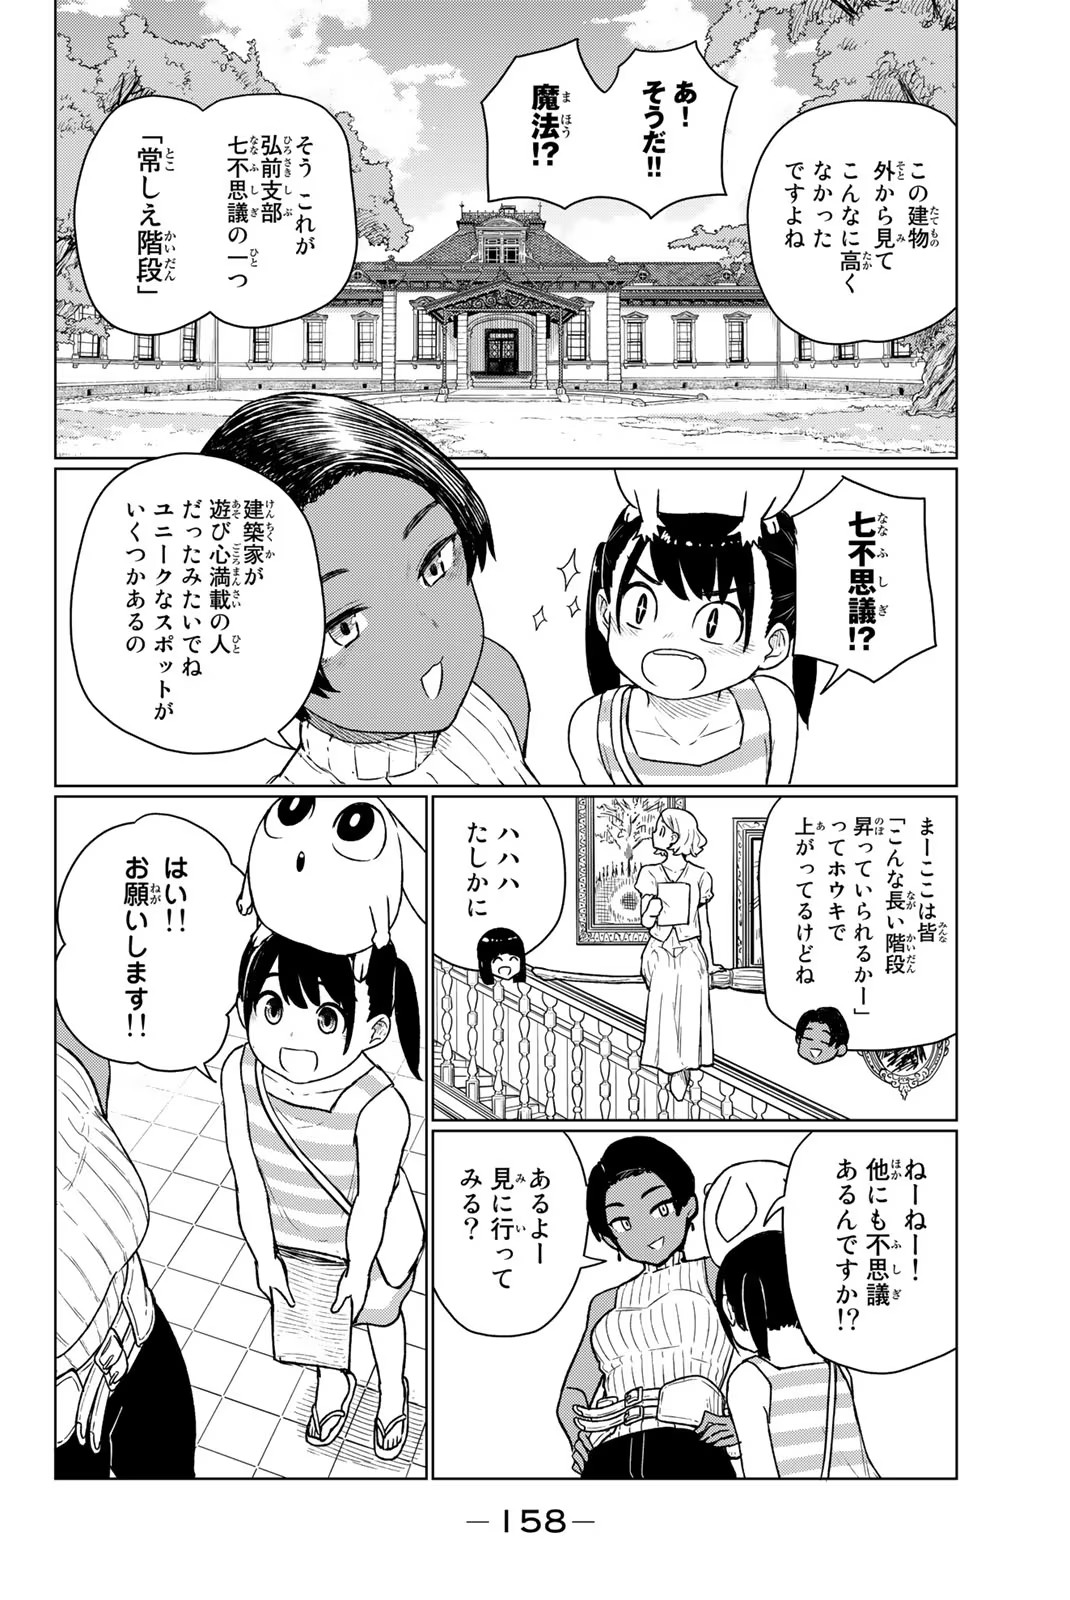 この建物
外から見て
こんなに高く
なかった
ですよね
あ！
そうだ!!
魔法!?
そう これが
弘前支部
七不思議の一つ
「常しえ階段」
七不思議!?
建築家が
遊び心満載の人
だったみたいでね
ユニークなスポットが
いくつかあるの
まーここは皆
「こんな長い階段
昇っていられるかー」
ってホウキで
上がってるけどね
ハハハ
たしかに
ねーねー！
他にも不思議
あるんですか!?
あるよー
見に行って
みる？
はい!!
お願いします!!
—158—